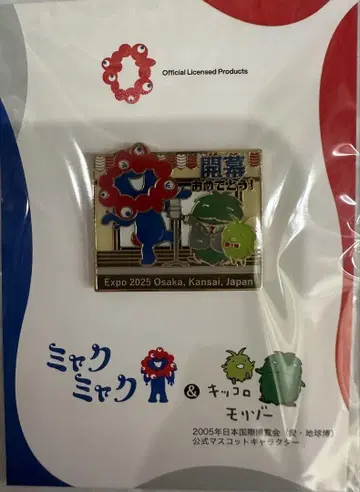 Official Licensed Products
開幕
おめでとう!
Expo 2025 Osaka, Kansai, Japan
ミャク
ミャク
&
キッコロ
モリゾー
2005年日本国際博覧会(愛・地球博)
公式マスコットキャラクター